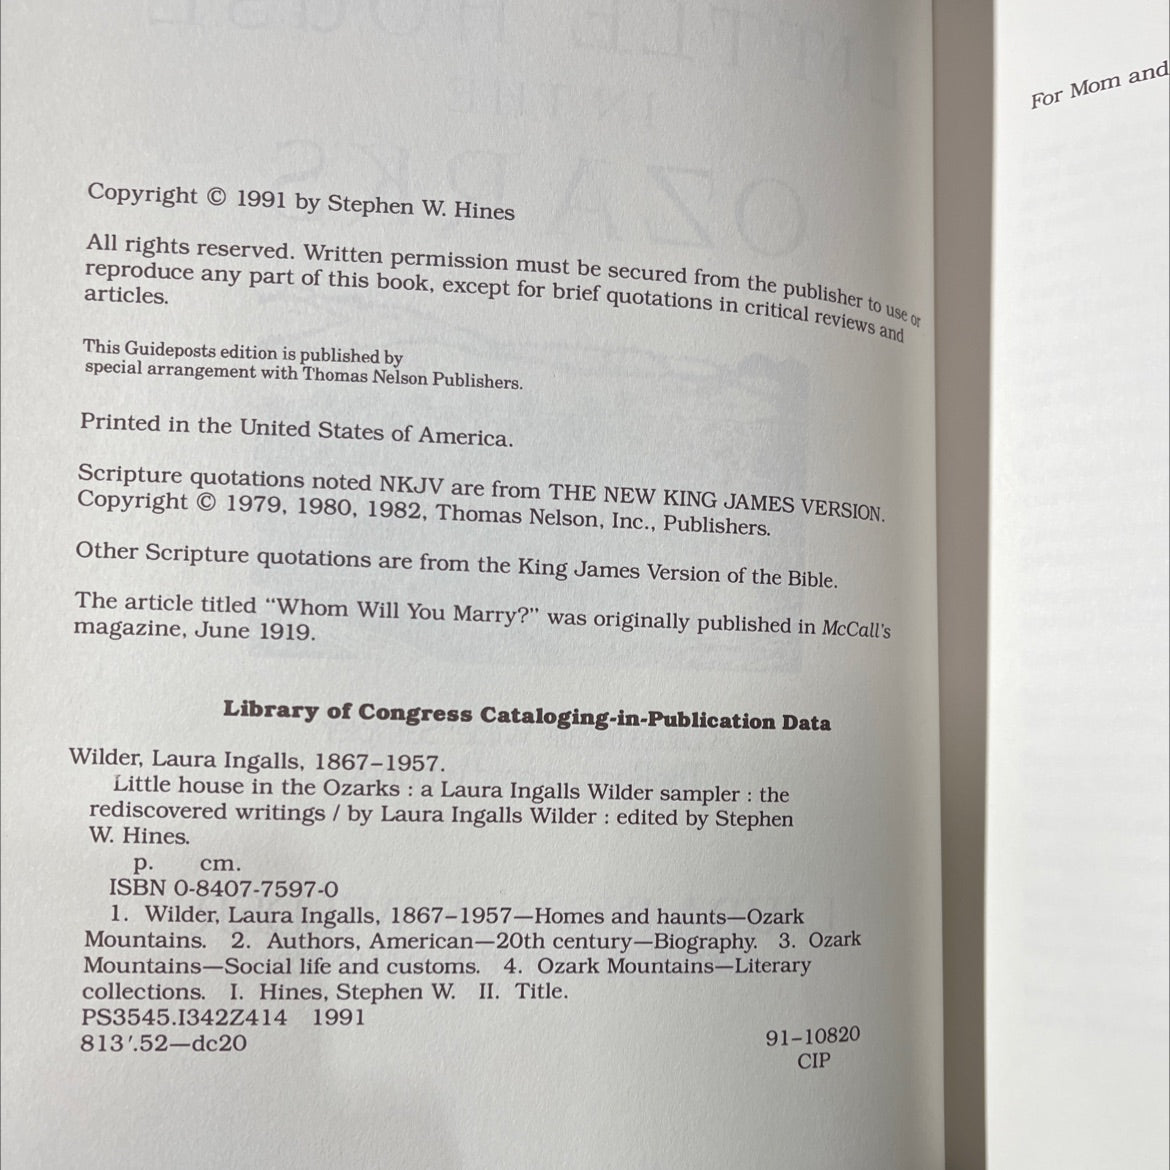 Copyright © 1991 by Stephen W. Hines
All rights reserved. Written permission must be secured from the publisher to use or
reproduce any part of this book, except for brief quotations in critical reviews and
articles.
This Guideposts edition is published by
special arrangement with Thomas Nelson Publishers.
Printed in the United States of America.
Scripture quotations noted NKJV are from THE NEW KING JAMES VERSION.
Copyright © 1979, 1980, 1982, Thomas Nelson, Inc., Publishers.
Other Scripture quotations are from the King James Version of the Bible.
The article titled “Whom Will You Marry?” was originally published in McCall’s
magazine, June 1919.
Library of Congress Cataloging-in-Publication Data
Wilder, Laura Ingalls, 1867–1957.
Little house in the Ozarks : a Laura Ingalls Wilder sampler : the
rediscovered writings / by Laura Ingalls Wilder : edited by Stephen
W. Hines.
p. cm.
ISBN 0-8407-7597-0
1. Wilder, Laura Ingalls, 1867–1957—Homes and haunts—Ozark
Mountains. 2. Authors, American—20th century—Biography. 3. Ozark
Mountains—Social life and customs. 4. Ozark Mountains—Literary
collections. I. Hines, Stephen W. II. Title.
PS3545.I342Z414 1991
813′.52—dc20
91–10820
CIP
For Mom and